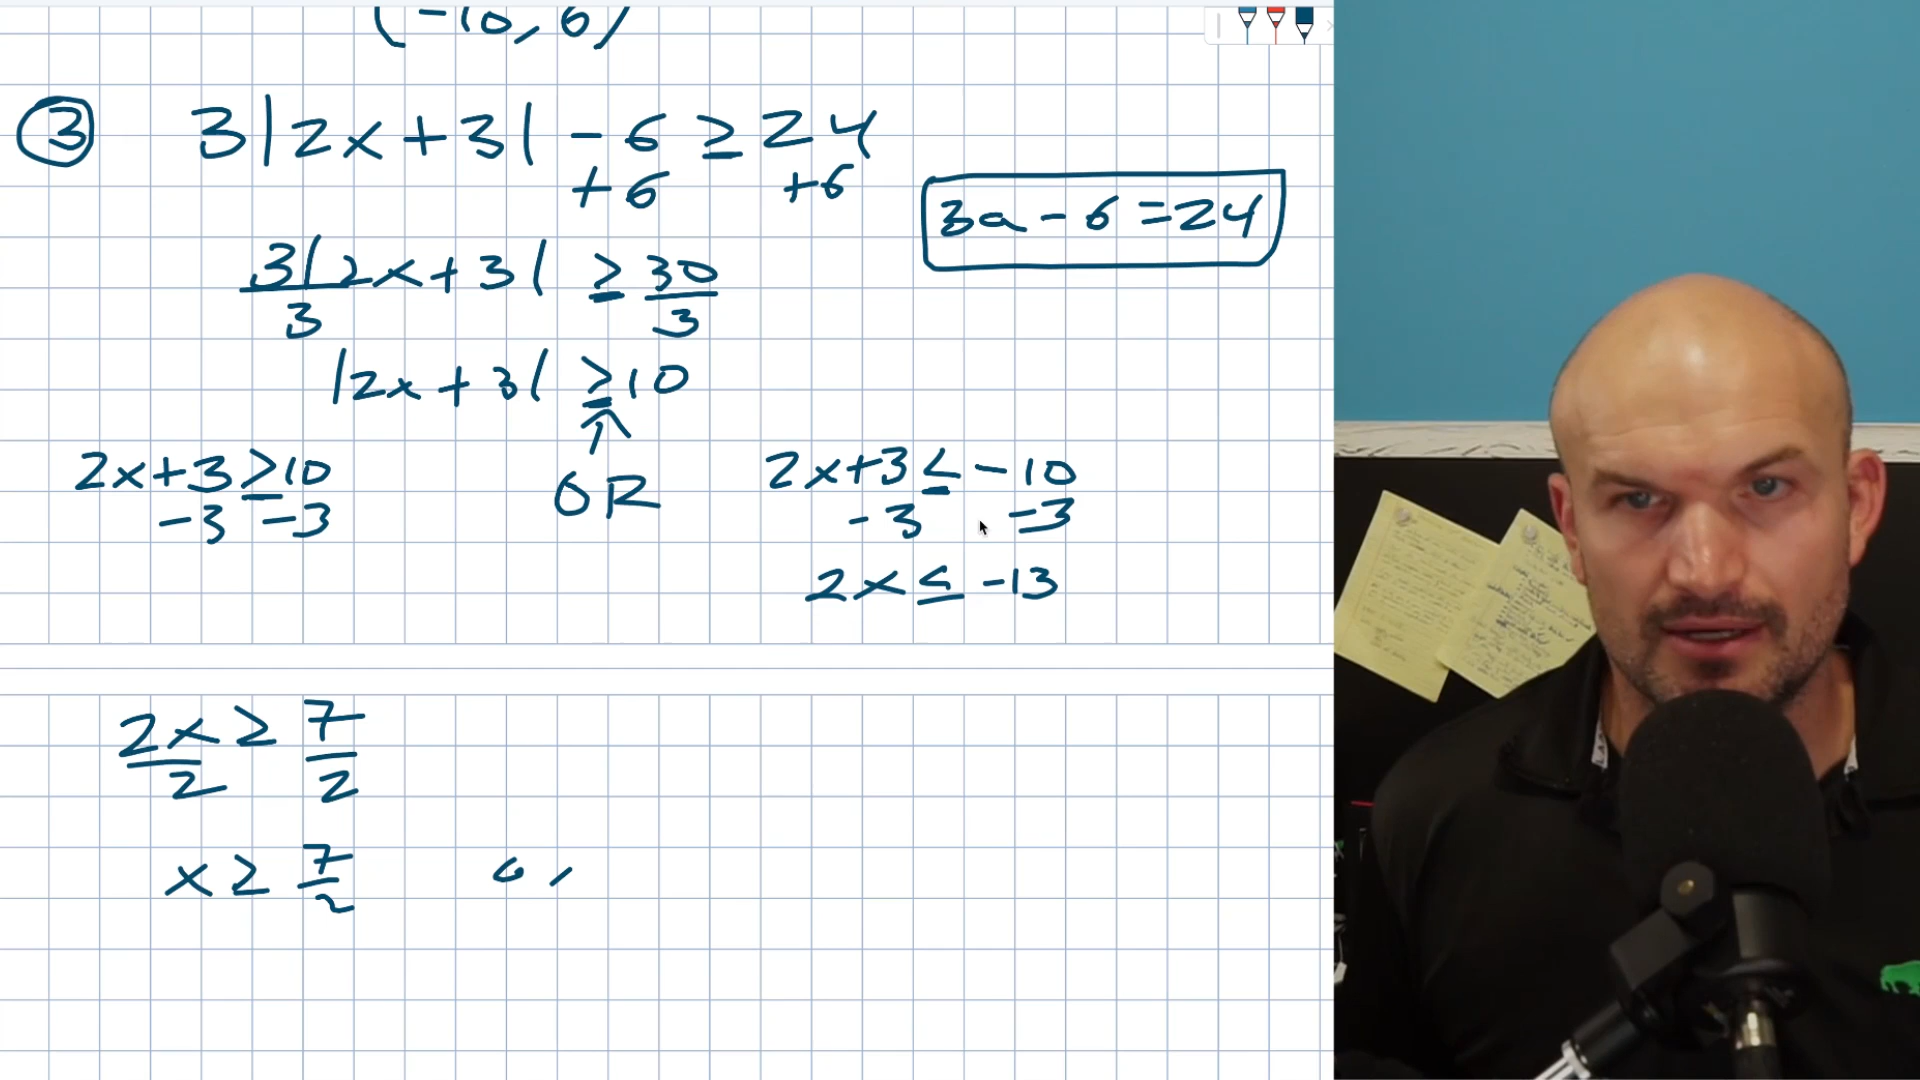 (-10, 6)
③ 3|2x+3| - 6 ≥ 24
+6 +6
3a - 6 = 24
3|2x+3| ≥ 30
3 3
|2x+3| ≥ 10
2x+3 ≥ 10 OR 2x+3 ≤ -10
-3 -3 -3 -3
2x ≤ -13
2x ≥ 7
2 2
x ≥ 7/2 o